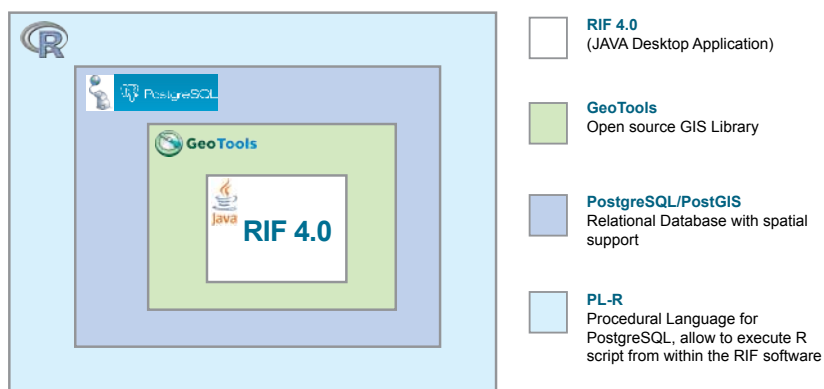 R
PostgreSQL
GeoTools
Java
RIF 4.0
RIF 4.0
(JAVA Desktop Application)
GeoTools
Open source GIS Library
PostgreSQL/PostGIS
Relational Database with spatial
support
PL-R
Procedural Language for
PostgreSQL, allow to execute R
script from within the RIF software